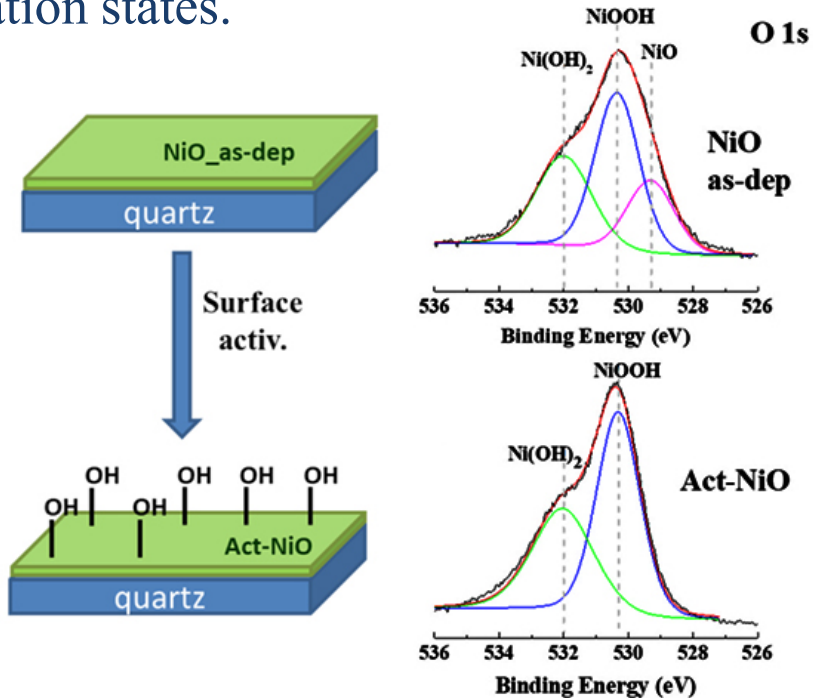 ation states.
NiO_as-dep
quartz
Surface
activ.
OH OH OH OH
OH OH
Act-NiO
quartz
O 1s
NiOOH
Ni(OH)₂ NiO
NiO
as-dep
536 534 532 530 528 526
Binding Energy (eV)
NiOOH
Ni(OH)₂
Act-NiO
536 534 532 530 528 526
Binding Energy (eV)